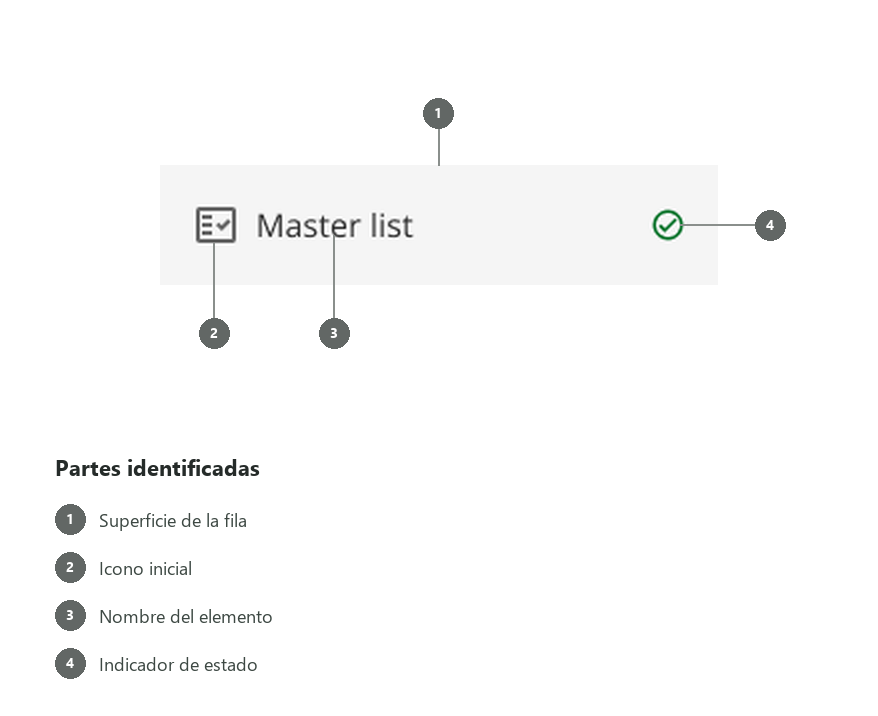 1
Master list
4
2
3
Partes identificadas
1 Superficie de la fila
2 Icono inicial
3 Nombre del elemento
4 Indicador de estado